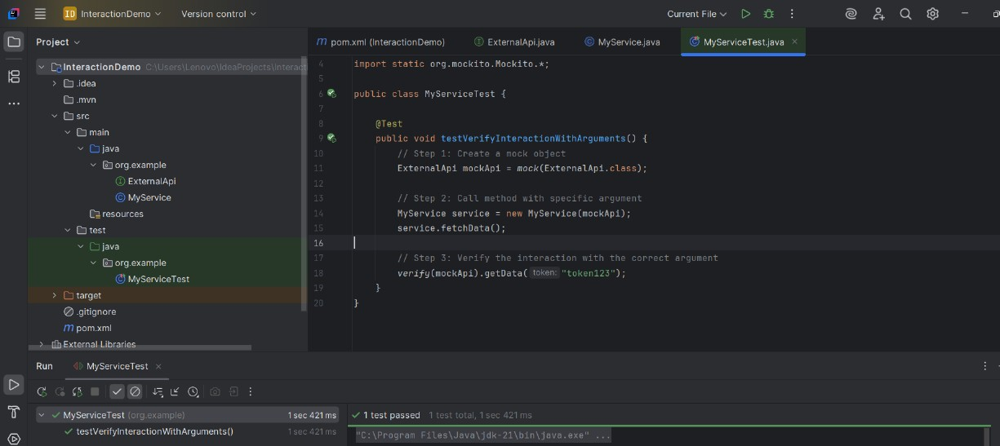 ID InteractionDemo Version control Current File
Project
pom.xml (InteractionDemo) ExternalApi.java MyService.java MyServiceTest.java
InteractionDemo C:\Users\Lenovo\IdeaProjects\Interact
.idea
.mvn
src
main
java
org.example
ExternalApi
MyService
resources
test
java
org.example
MyServiceTest
target
.gitignore
pom.xml
External Libraries
4 import static org.mockito.Mockito.*;
5
6 public class MyServiceTest {
7
8 @Test
9 public void testVerifyInteractionWithArguments() {
10 // Step 1: Create a mock object
11 ExternalApi mockApi = mock(ExternalApi.class);
12
13 // Step 2: Call method with specific argument
14 MyService service = new MyService(mockApi);
15 service.fetchData();
16
17 // Step 3: Verify the interaction with the correct argument
18 verify(mockApi).getData( token: "token123");
19 }
20 }
Run MyServiceTest
MyServiceTest (org.example) 1 sec 421 ms
testVerifyInteractionWithArguments() 1 sec 421 ms
1 test passed 1 test total, 1 sec 421 ms
"C:\Program Files\Java\jdk-21\bin\java.exe" ...